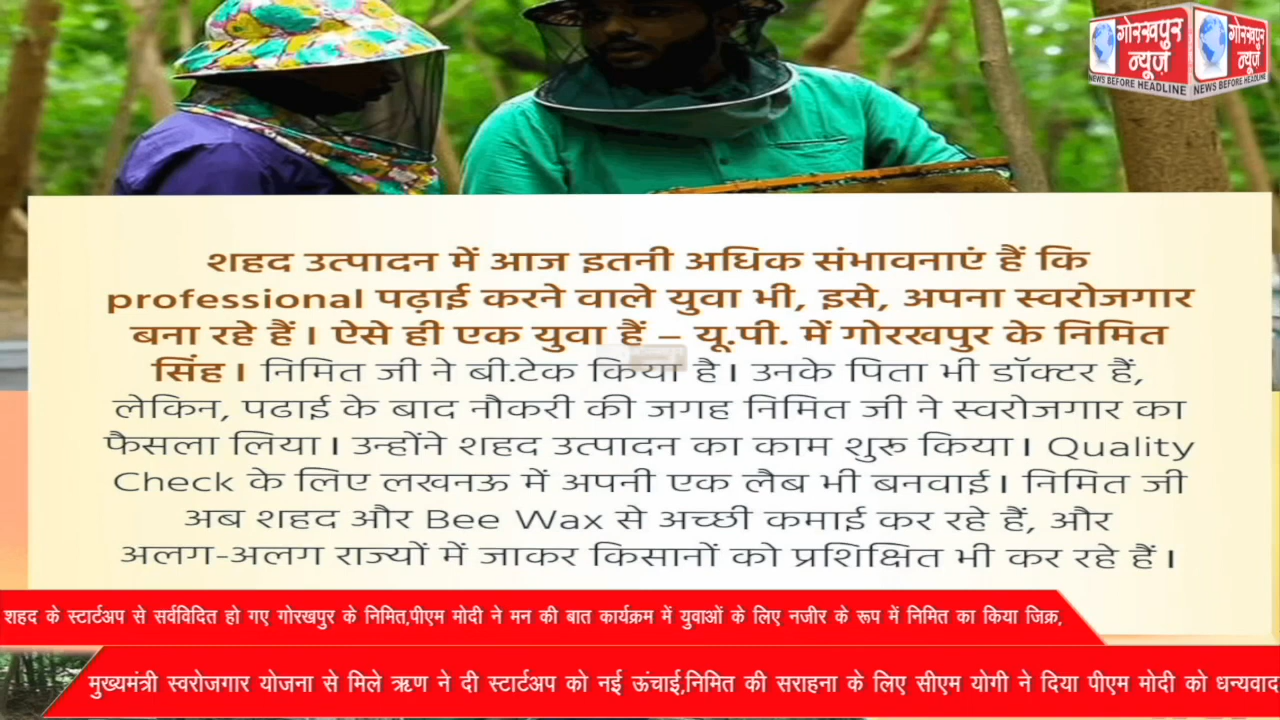 गोरखपुर
न्यूज़
NEWS BEFORE HEADLINE
गोरखपुर
न्यूज़
NEWS BEFORE HEADLINE
शहद उत्पादन में आज इतनी अधिक संभावनाएं हैं कि
professional पढ़ाई करने वाले युवा भी, इसे, अपना स्वरोजगार
बना रहे हैं। ऐसे ही एक युवा हैं – यू.पी. में गोरखपुर के निमित
सिंह। निमित जी ने बी.टेक किया है। उनके पिता भी डॉक्टर हैं,
लेकिन, पढाई के बाद नौकरी की जगह निमित जी ने स्वरोजगार का
फैसला लिया। उन्होंने शहद उत्पादन का काम शुरू किया। Quality
Check के लिए लखनऊ में अपनी एक लैब भी बनवाई। निमित जी
अब शहद और Bee Wax से अच्छी कमाई कर रहे हैं, और
अलग-अलग राज्यों में जाकर किसानों को प्रशिक्षित भी कर रहे हैं।
शहद के स्टार्टअप से सर्वविदित हो गए गोरखपुर के निमित,पीएम मोदी ने मन की बात कार्यक्रम में युवाओं के लिए नजीर के रूप में निमित का किया जिक्र,
मुख्यमंत्री स्वरोजगार योजना से मिले ऋण ने दी स्टार्टअप को नई ऊंचाई,निमित की सराहना के लिए सीएम योगी ने दिया पीएम मोदी को धन्यवाद